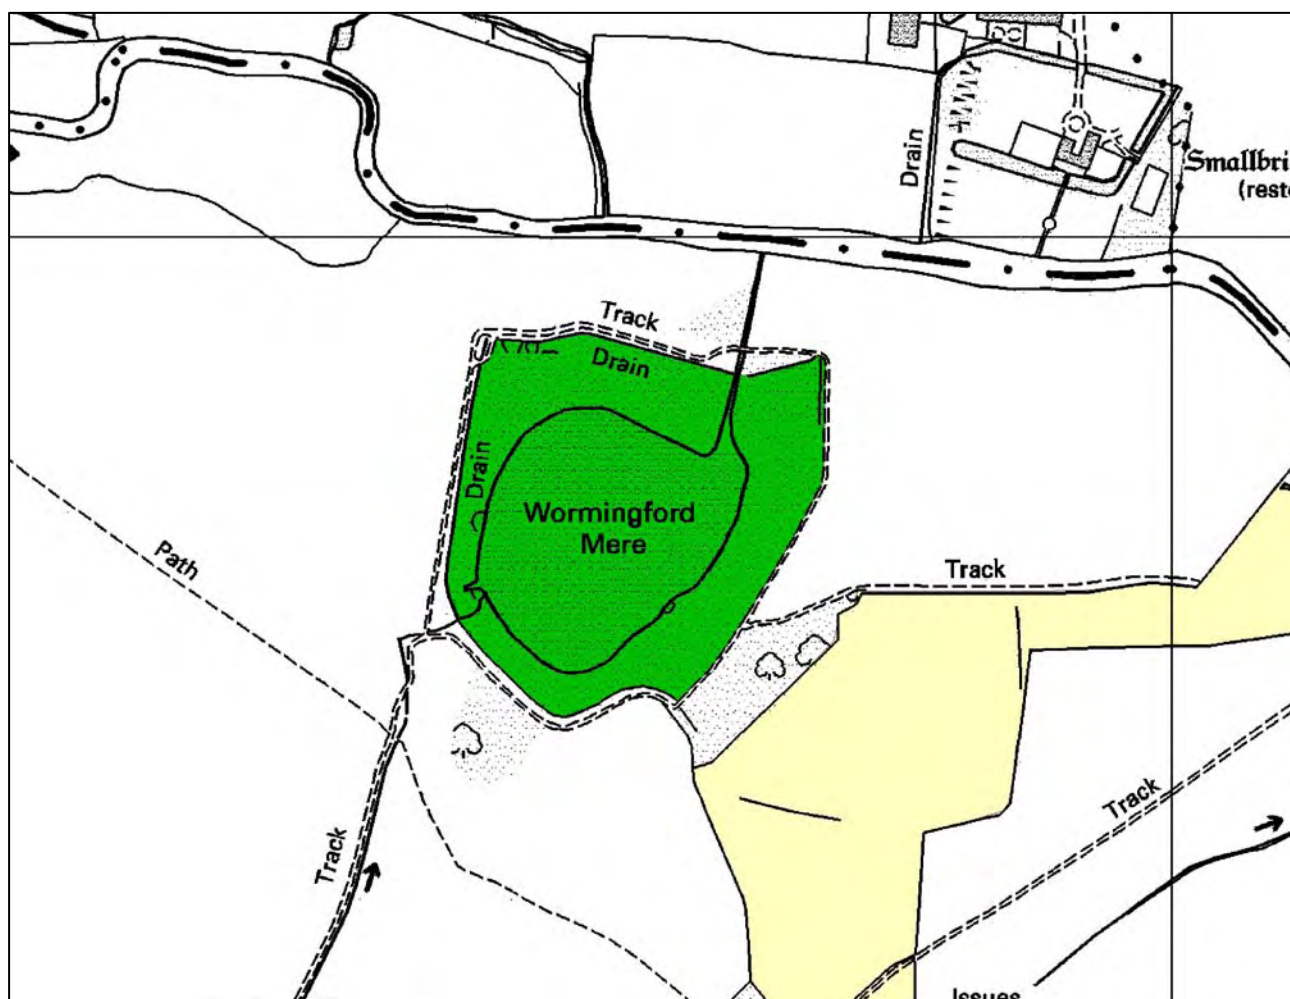 Drain
Smallbri
(rest
Track
Drain
Drain
Wormingford
Mere
Path
Track
Track
Track
Issues